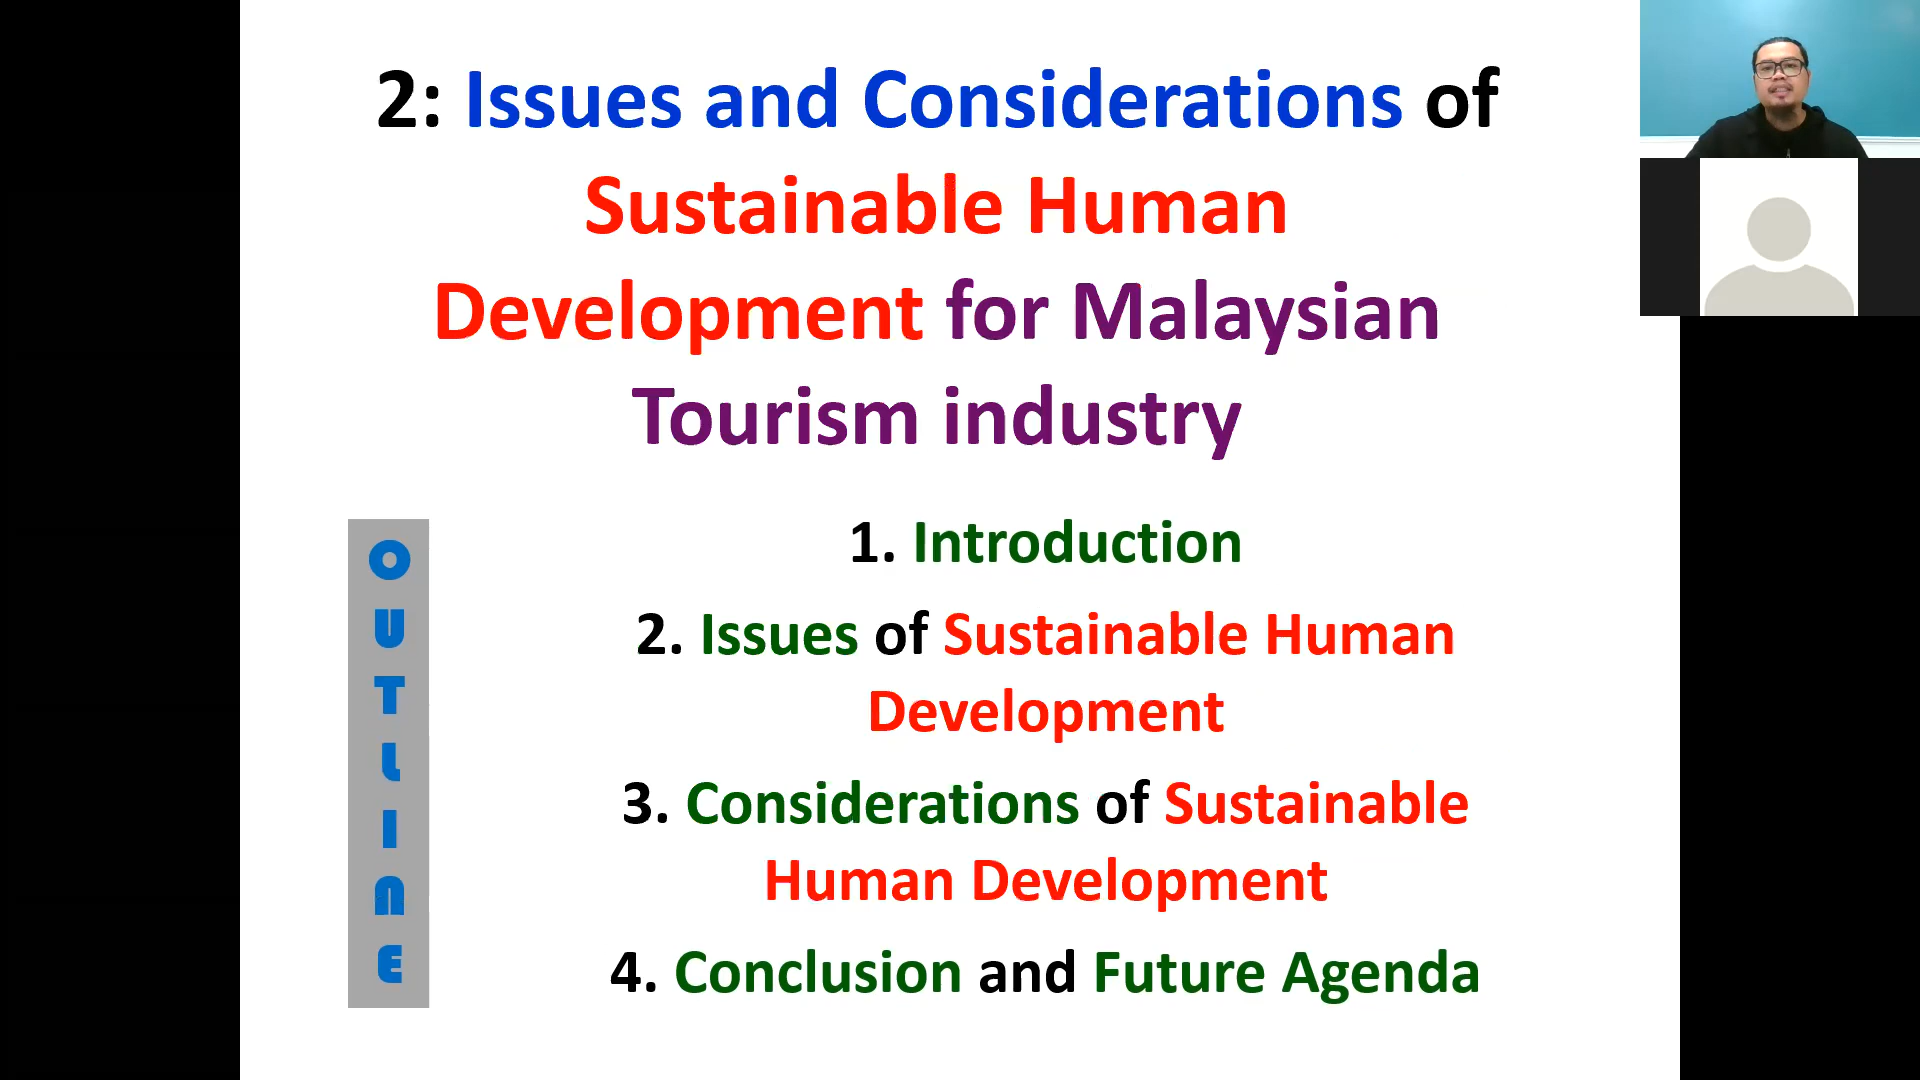 2: Issues and Considerations of
Sustainable Human
Development for Malaysian
Tourism industry
OUTLINE
1. Introduction
2. Issues of Sustainable Human
Development
3. Considerations of Sustainable
Human Development
4. Conclusion and Future Agenda